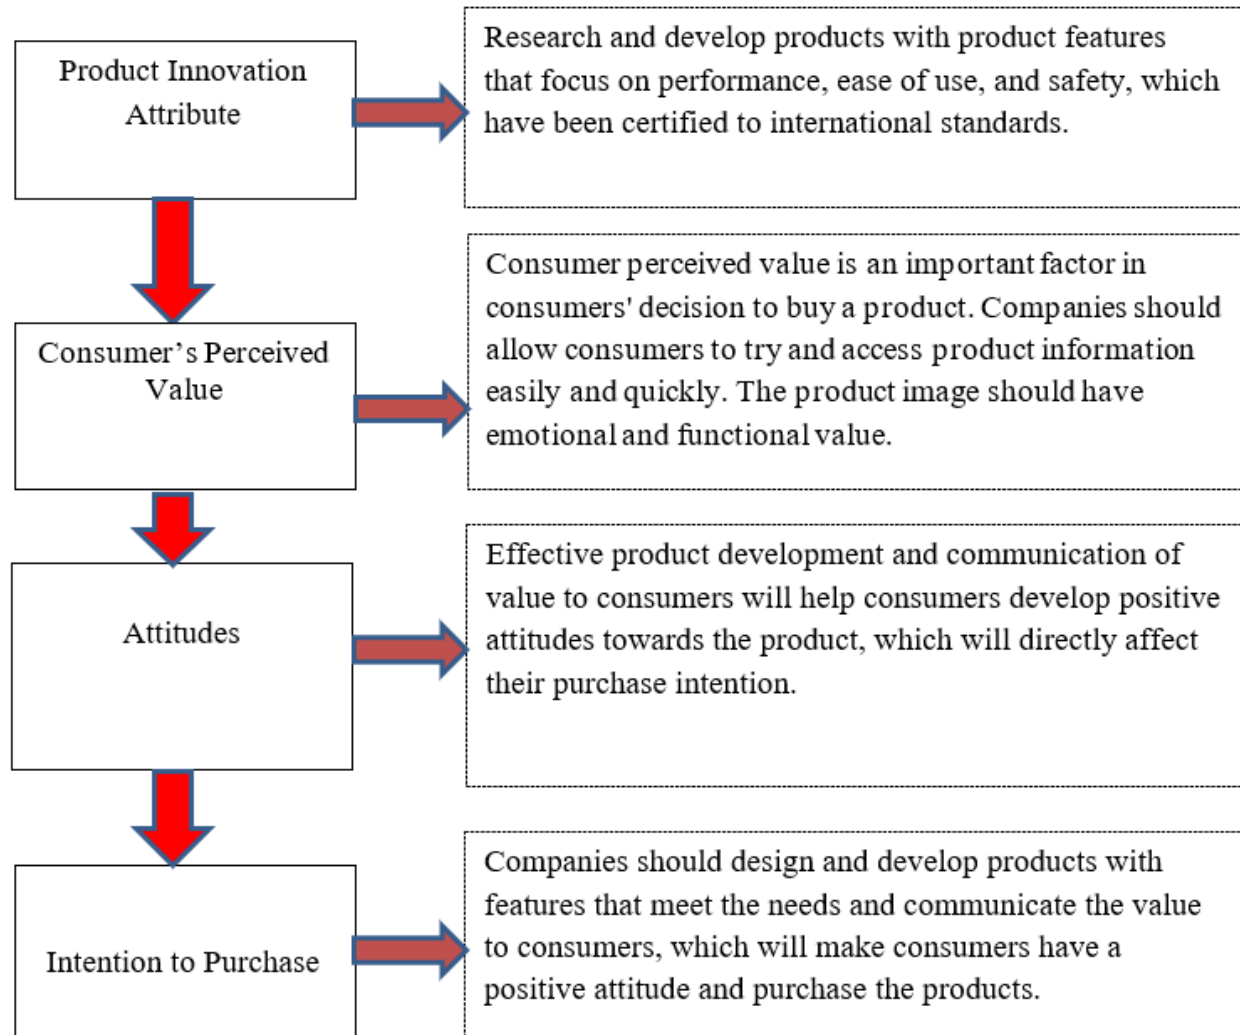 Product Innovation
Attribute
Research and develop products with product features
that focus on performance, ease of use, and safety, which
have been certified to international standards.
Consumer’s Perceived
Value
Consumer perceived value is an important factor in
consumers' decision to buy a product. Companies should
allow consumers to try and access product information
easily and quickly. The product image should have
emotional and functional value.
Attitudes
Effective product development and communication of
value to consumers will help consumers develop positive
attitudes towards the product, which will directly affect
their purchase intention.
Intention to Purchase
Companies should design and develop products with
features that meet the needs and communicate the value
to consumers, which will make consumers have a
positive attitude and purchase the products.